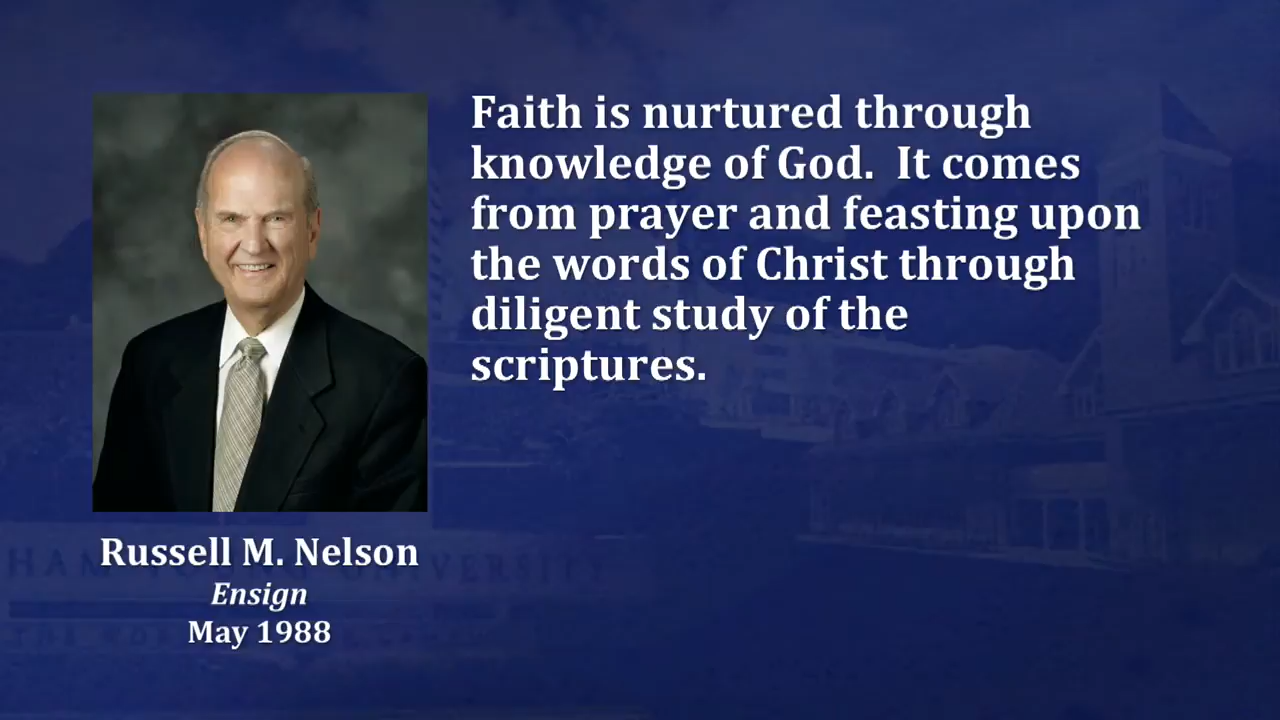 Faith is nurtured through
knowledge of God.  It comes
from prayer and feasting upon
the words of Christ through
diligent study of the
scriptures.
Russell M. Nelson
Ensign
May 1988
UNIVERSITY